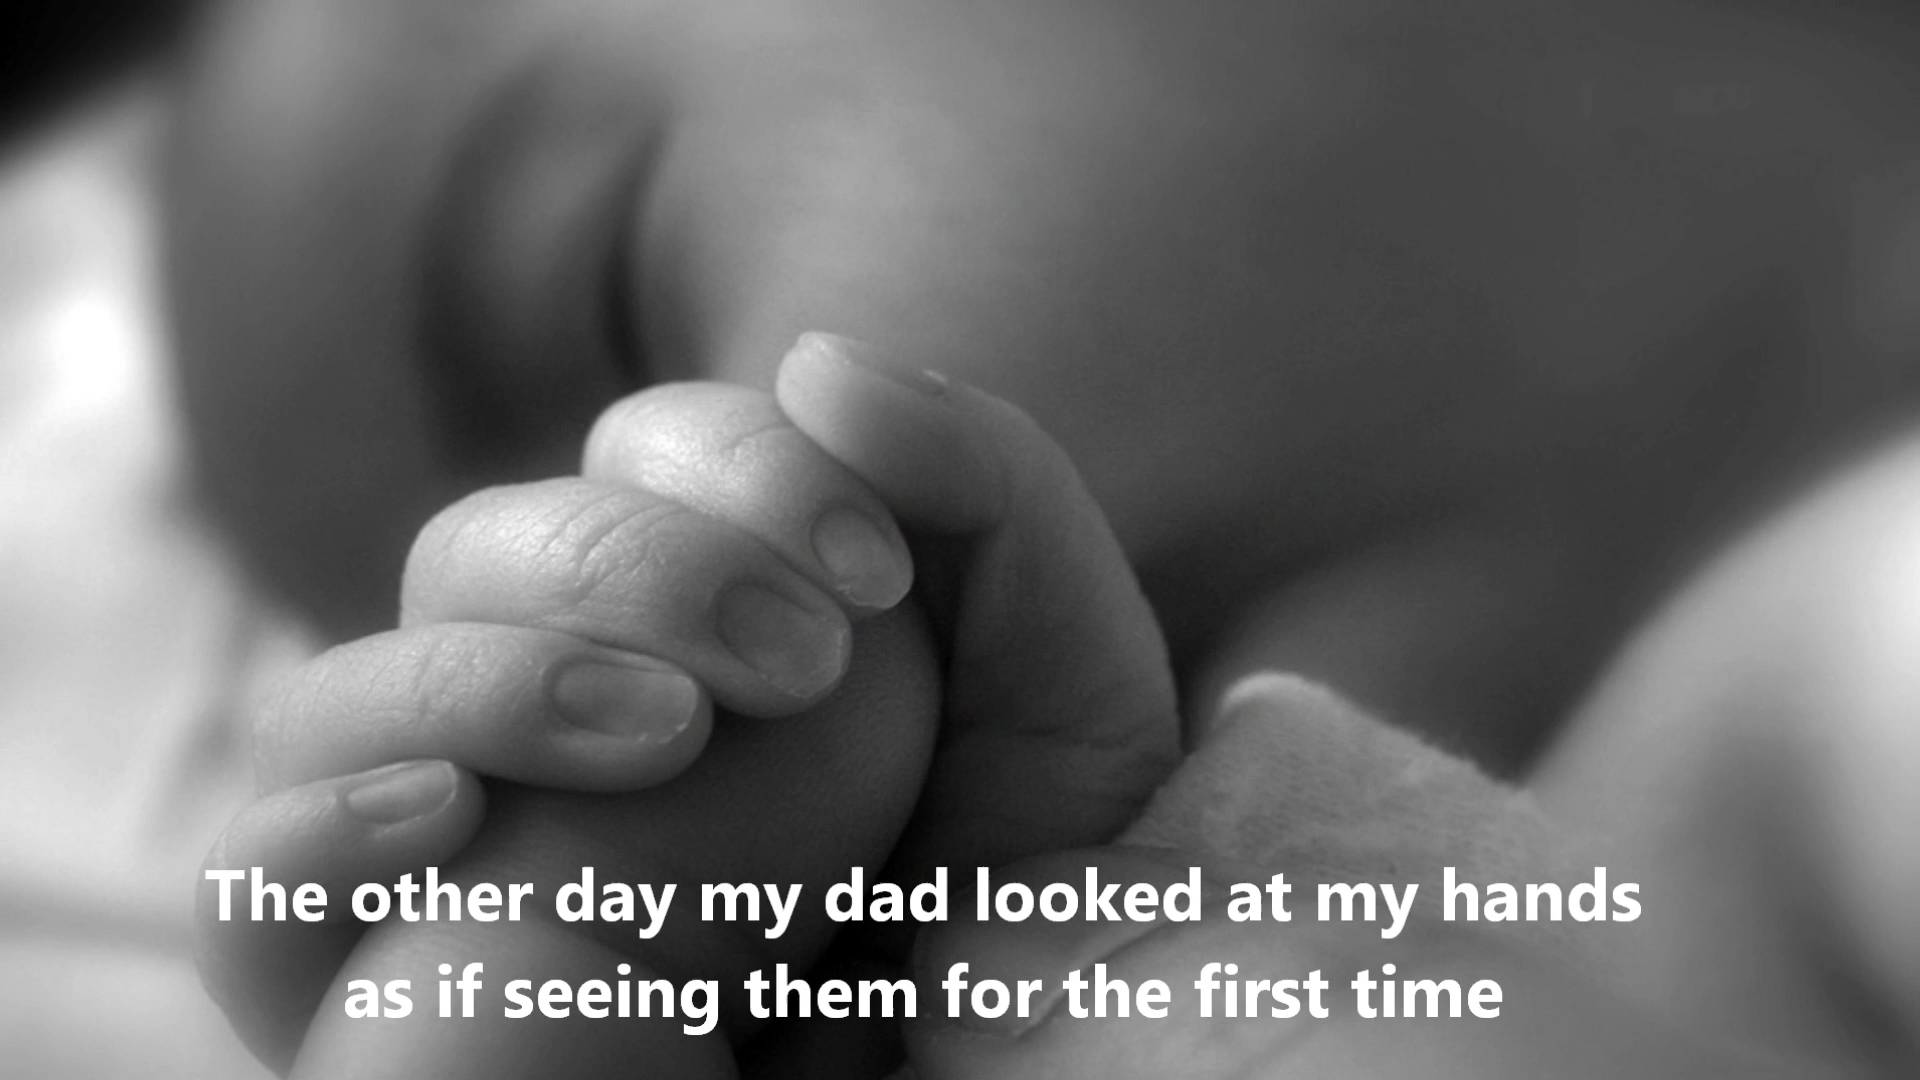 The other day my dad looked at my hands
as if seeing them for the first time